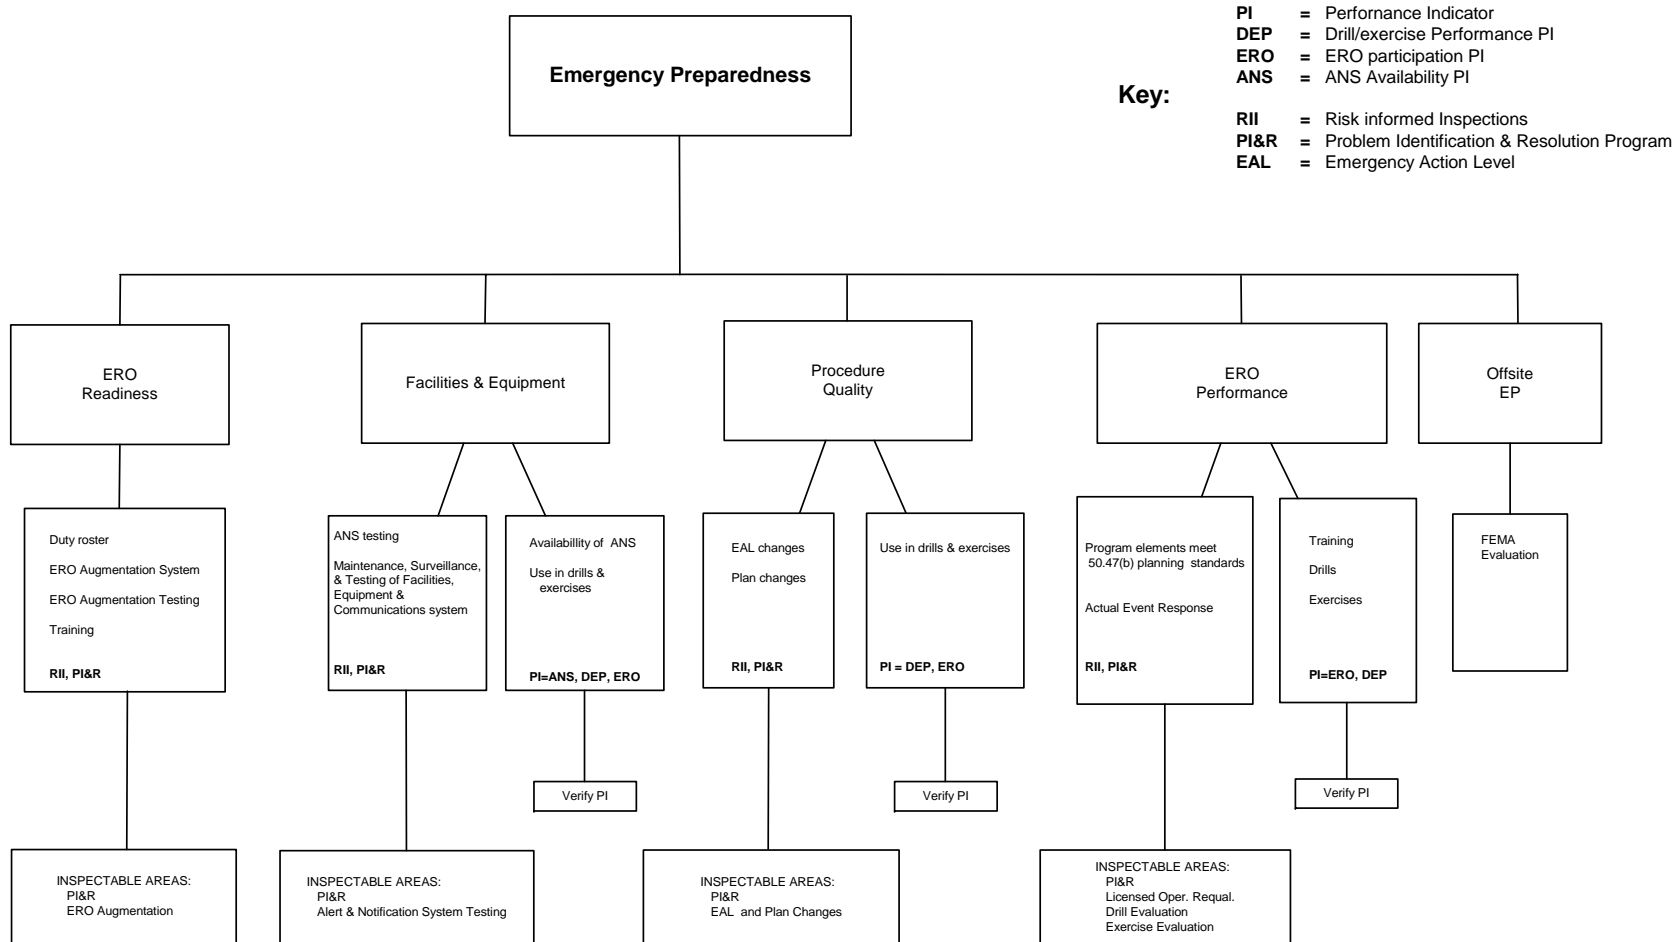 PI = Perfornance Indicator
DEP = Drill/exercise Performance PI
ERO = ERO participation PI
ANS = ANS Availability PI
Key:
RII = Risk informed Inspections
PI&R = Problem Identification & Resolution Program
EAL = Emergency Action Level
Emergency Preparedness
ERO
Readiness
Facilities & Equipment
Procedure
Quality
ERO
Performance
Offsite
EP
Duty roster
ERO Augmentation System
ERO Augmentation Testing
Training
RII, PI&R
ANS testing
Maintenance, Surveillance,
& Testing of Facilities,
Equipment &
Communications system
RII, PI&R
Availabillity of ANS
Use in drills &
exercises
PI=ANS, DEP, ERO
EAL changes
Plan changes
RII, PI&R
Use in drills & exercises
PI = DEP, ERO
Program elements meet
50.47(b) planning standards
Actual Event Response
RII, PI&R
Training
Drills
Exercises
PI=ERO, DEP
FEMA
Evaluation
Verify PI
Verify PI
Verify PI
INSPECTABLE AREAS:
PI&R
ERO Augmentation
INSPECTABLE AREAS:
PI&R
Alert & Notification System Testing
INSPECTABLE AREAS:
PI&R
EAL and Plan Changes
INSPECTABLE AREAS:
PI&R
Licensed Oper. Requal.
Drill Evaluation
Exercise Evaluation